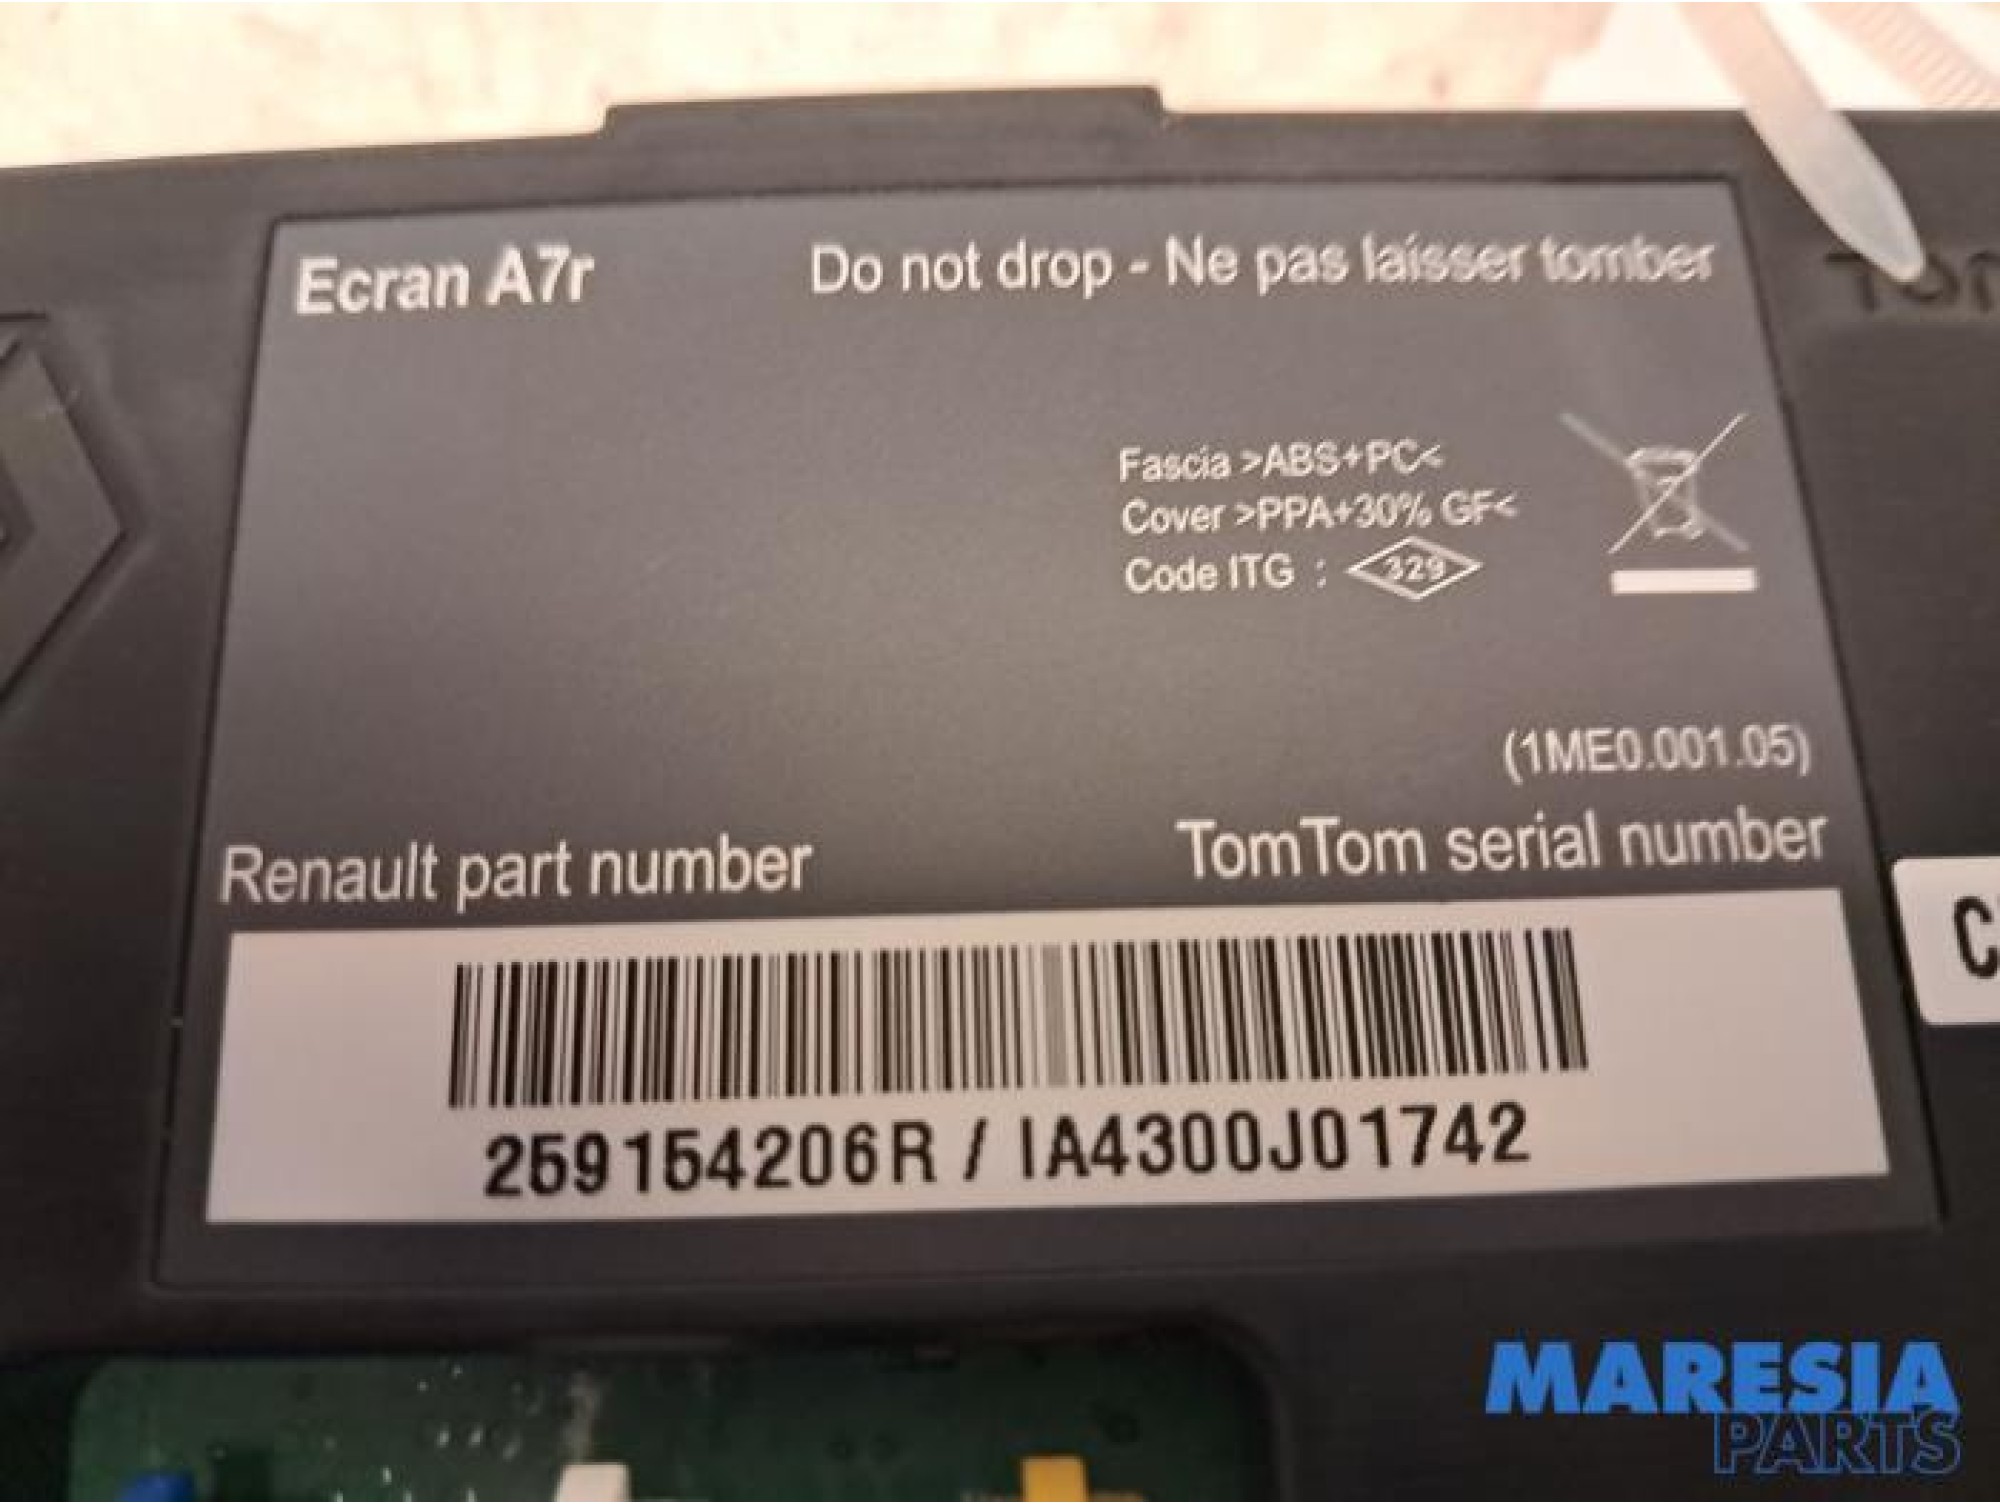 Ecran A7r
Do not drop - Ne pas laisser tomber
Fascia >ABS+PC<
Cover >PPA+30% GF<
Code ITG : 329
(1ME0.001.05)
Renault part number
TomTom serial number
259154206R / IA4300J01742
MARESIA
PARTS